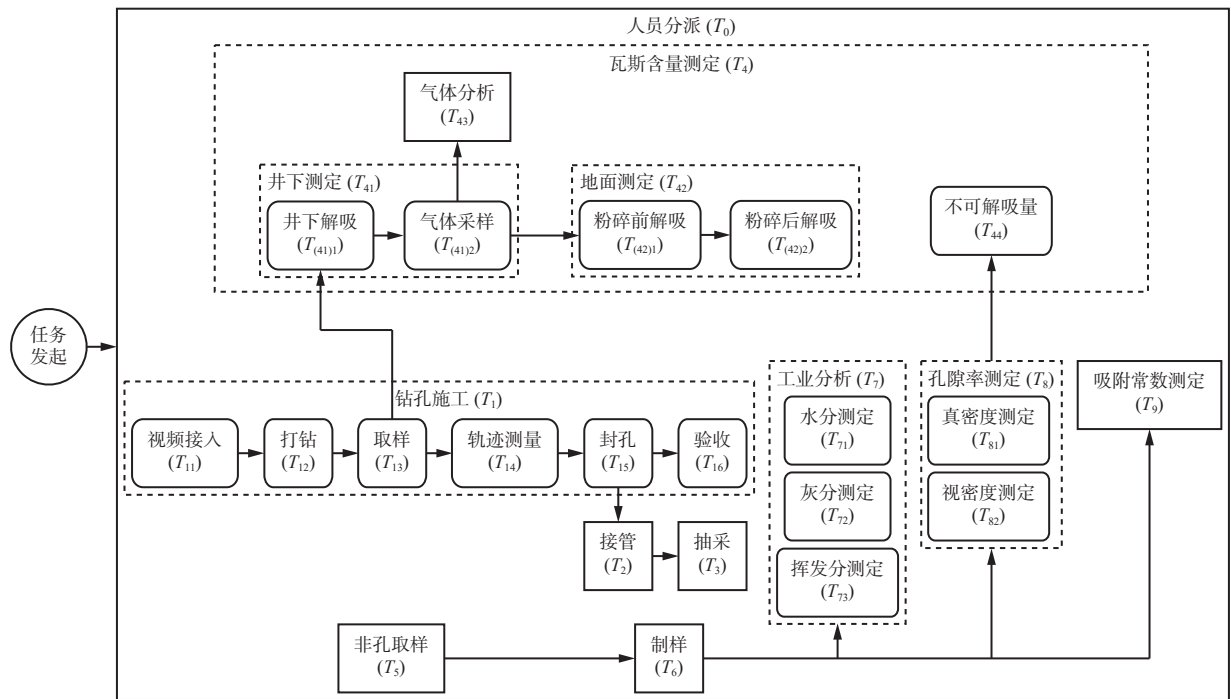 人员分派 (T₀)
瓦斯含量测定 (T₄)
气体分析
(T₄₃)
井下测定 (T₄₁)
井下解吸
(T₍₄₁₎₁)
气体采样
(T₍₄₁₎₂)
地面测定 (T₄₂)
粉碎前解吸
(T₍₄₂₎₁)
粉碎后解吸
(T₍₄₂₎₂)
不可解吸量
(T₄₄)
任务
发起
钻孔施工 (T₁)
视频接入
(T₁₁)
打钻
(T₁₂)
取样
(T₁₃)
轨迹测量
(T₁₄)
封孔
(T₁₅)
验收
(T₁₆)
接管
(T₂)
抽采
(T₃)
工业分析 (T₇)
水分测定
(T₇₁)
灰分测定
(T₇₂)
挥发分测定
(T₇₃)
孔隙率测定 (T₈)
真密度测定
(T₈₁)
视密度测定
(T₈₂)
吸附常数测定
(T₉)
非孔取样
(T₅)
制样
(T₆)